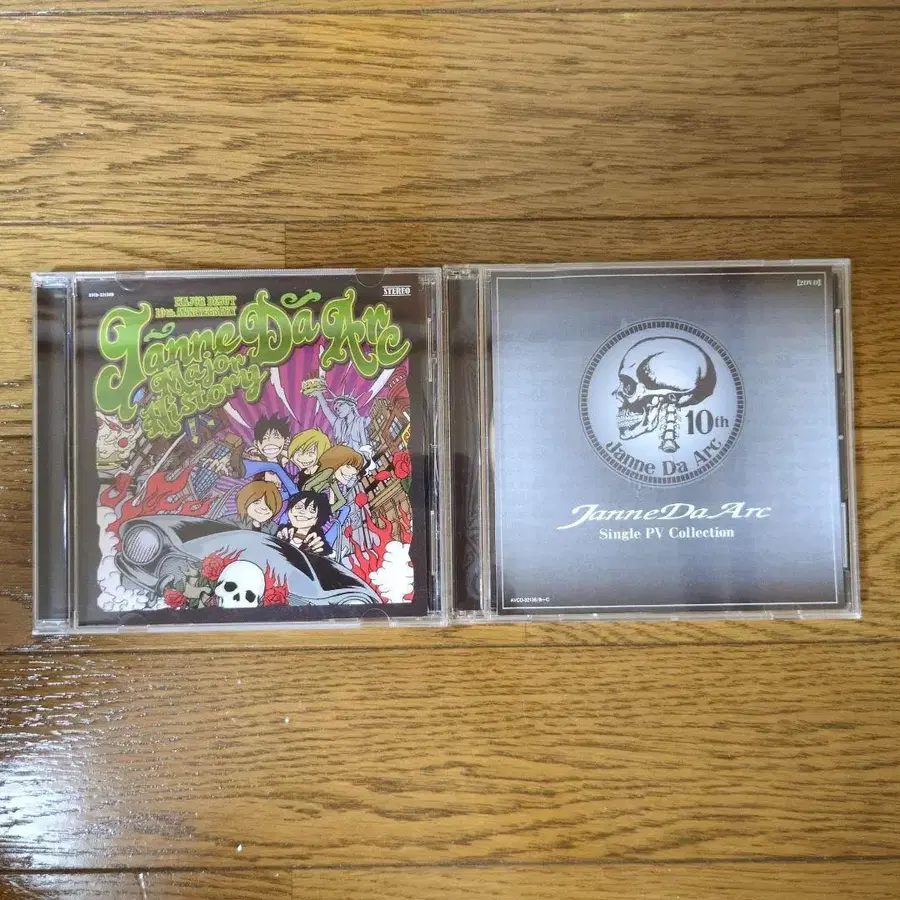 STEREO
MAJOR DEBUT
10th ANNIVERSARY
Janne Da Arc
Major
History
[2DVD]
10th
Janne Da Arc
Janne Da Arc
Single PV Collection